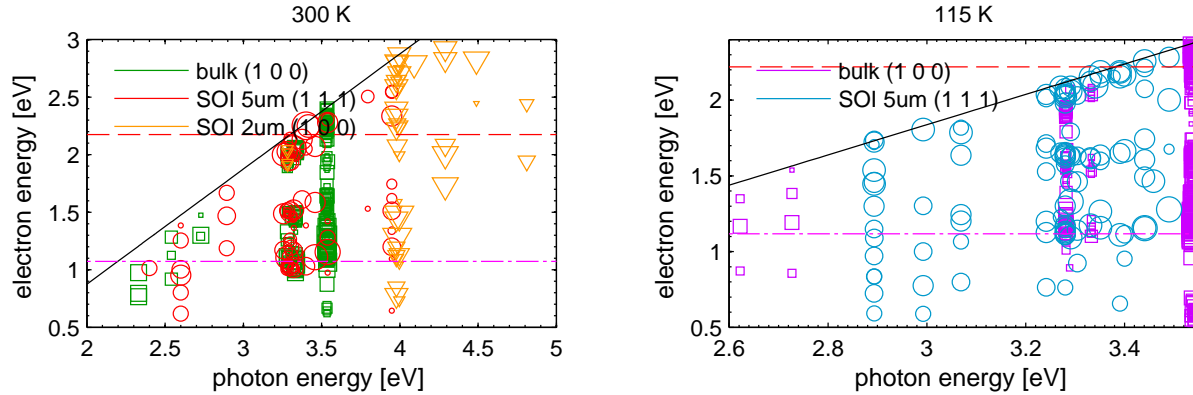 300 K
3
2.5
2
1.5
1
0.5
2
2.5
3
3.5
4
4.5
5
electron energy [eV]
photon energy [eV]
bulk (1 0 0)
SOI 5um (1 1 1)
SOI 2um (1 0 0)
115 K
2
1.5
1
0.5
2.6
2.8
3
3.2
3.4
electron energy [eV]
photon energy [eV]
bulk (1 0 0)
SOI 5um (1 1 1)